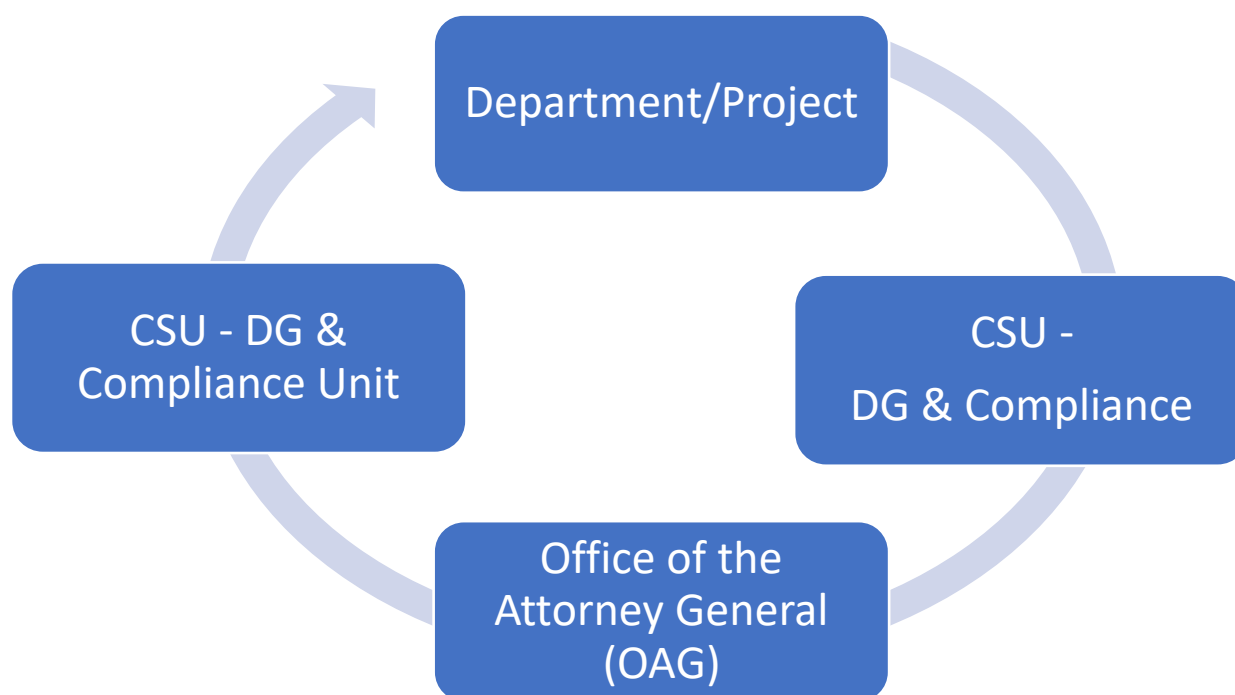 Department/Project
CSU - DG &
Compliance Unit
CSU -
DG & Compliance
Office of the
Attorney General
(OAG)